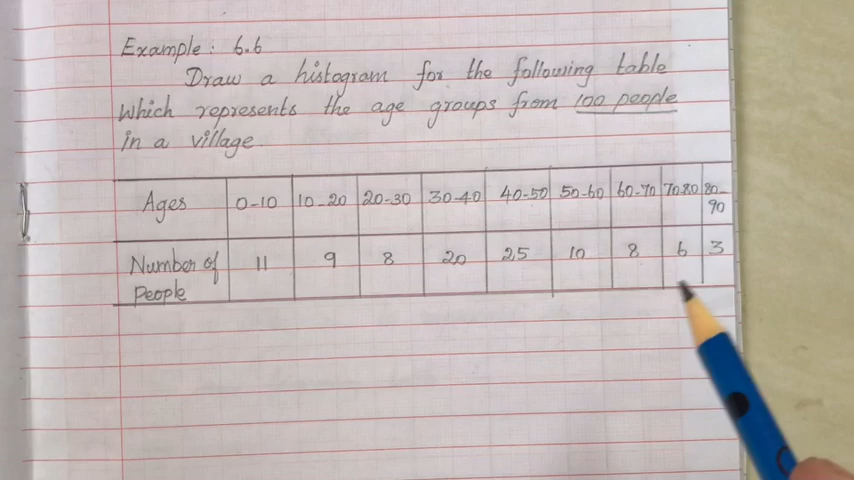 Example: 6.6
Draw a histogram for the following table
Which represents the age groups from 100 people
in a village.
Ages 0-10 10-20 20-30 30-40 40-50 50-60 60-70 70-80 80-90
Number of People 11 9 8 20 25 10 8 6 3